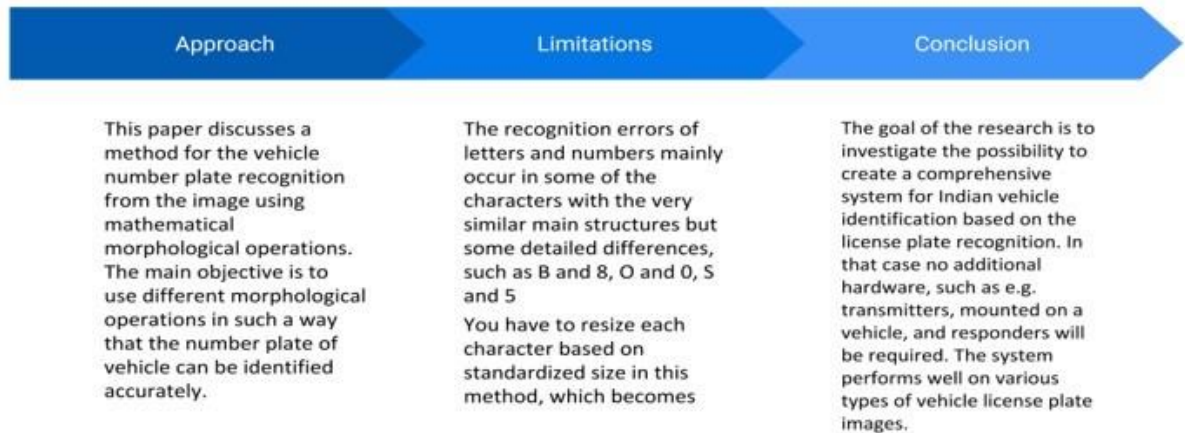 Approach
Limitations
Conclusion
This paper discusses a
method for the vehicle
number plate recognition
from the image using
mathematical
morphological operations.
The main objective is to
use different morphological
operations in such a way
that the number plate of
vehicle can be identified
accurately.
The recognition errors of
letters and numbers mainly
occur in some of the
characters with the very
similar main structures but
some detailed differences,
such as B and 8, O and 0, S
and 5
You have to resize each
character based on
standardized size in this
method, which becomes
The goal of the research is to
investigate the possibility to
create a comprehensive
system for Indian vehicle
identification based on the
license plate recognition. In
that case no additional
hardware, such as e.g.
transmitters, mounted on a
vehicle, and responders will
be required. The system
performs well on various
types of vehicle license plate
images.